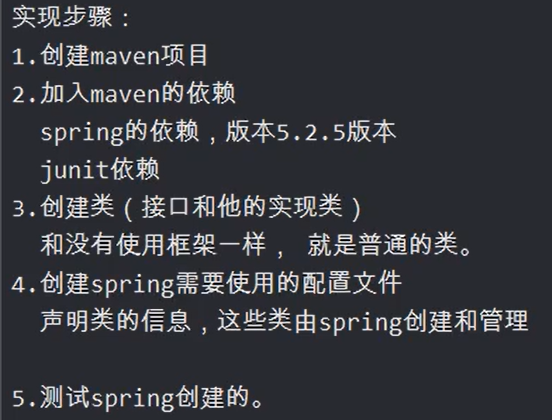 实现步骤：
1.创建maven项目
2.加入maven的依赖
spring的依赖，版本5.2.5版本
junit依赖
3.创建类（接口和他的实现类）
和没有使用框架一样， 就是普通的类。
4.创建spring需要使用的配置文件
声明类的信息，这些类由spring创建和管理
5.测试spring创建的。